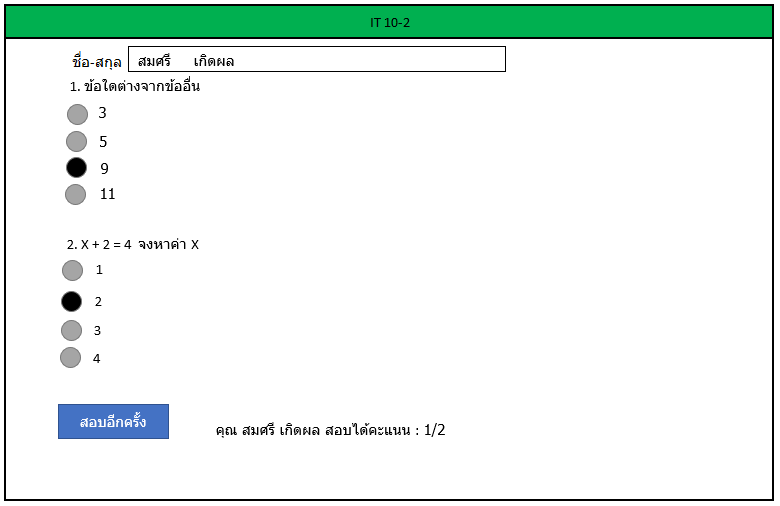 IT 10-2
ชื่อ-สกุล สมศรี เกิดผล
1. ข้อใดต่างจากข้ออื่น
3
5
9
11
2. X + 2 = 4 จงหาค่า X
1
2
3
4
สอบอีกครั้ง
คุณ สมศรี เกิดผล สอบได้คะแนน : 1/2